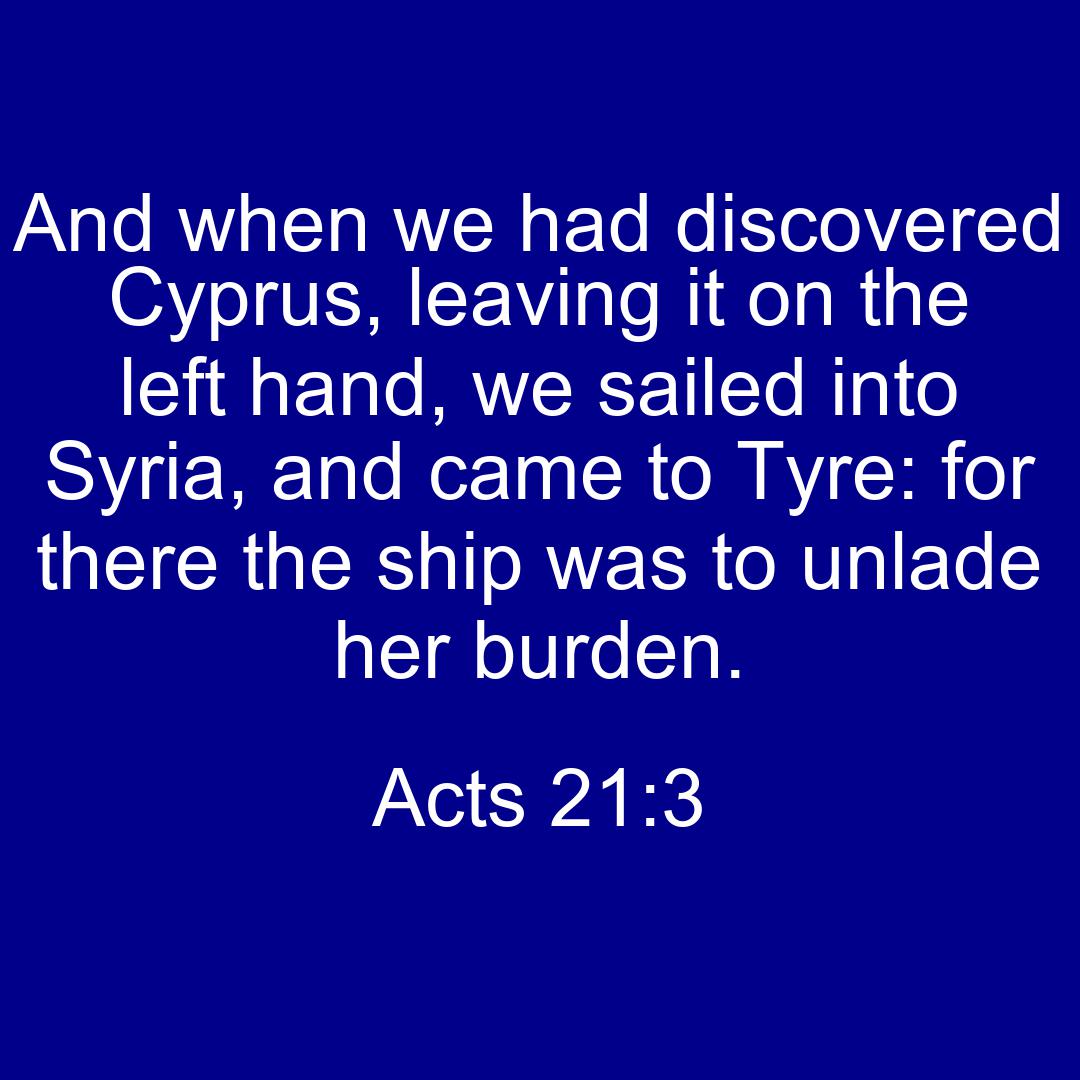 And when we had discovered
Cyprus, leaving it on the
left hand, we sailed into
Syria, and came to Tyre: for
there the ship was to unlade
her burden.
Acts 21:3